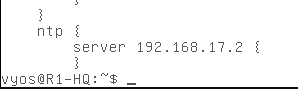 }
}
ntp {
server 192.168.17.2 {
}
vyos@R1-HQ:~$ _